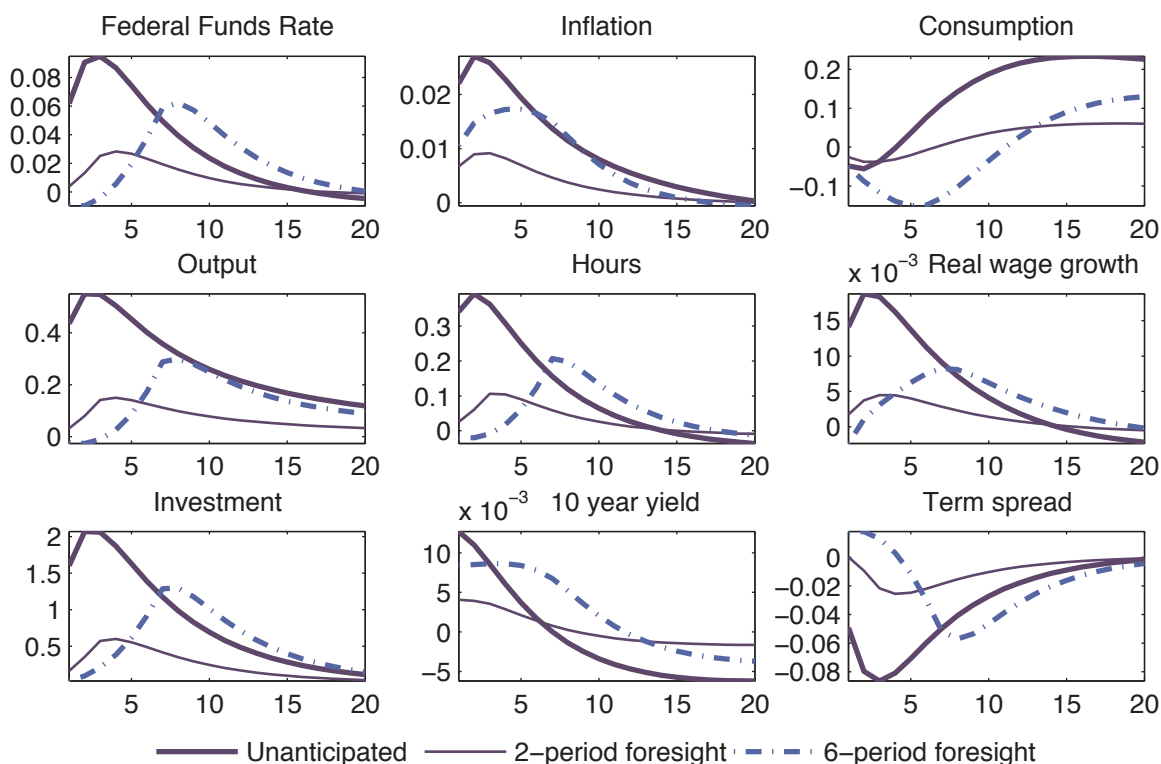 Federal Funds Rate Inflation Consumption
0.08 0.06 0.04 0.02 0
0.02 0.01 0
0.2 0.1 0 −0.1
5 10 15 20 5 10 15 20 5 10 15 20
Output Hours x 10⁻³ Real wage growth
0.4 0.2 0
0.3 0.2 0.1 0
15 10 5 0
5 10 15 20 5 10 15 20 5 10 15 20
Investment x 10⁻³ 10 year yield Term spread
2 1.5 1 0.5
10 5 0 −5
0 −0.02 −0.04 −0.06 −0.08
5 10 15 20 5 10 15 20 5 10 15 20
Unanticipated 2−period foresight 6−period foresight